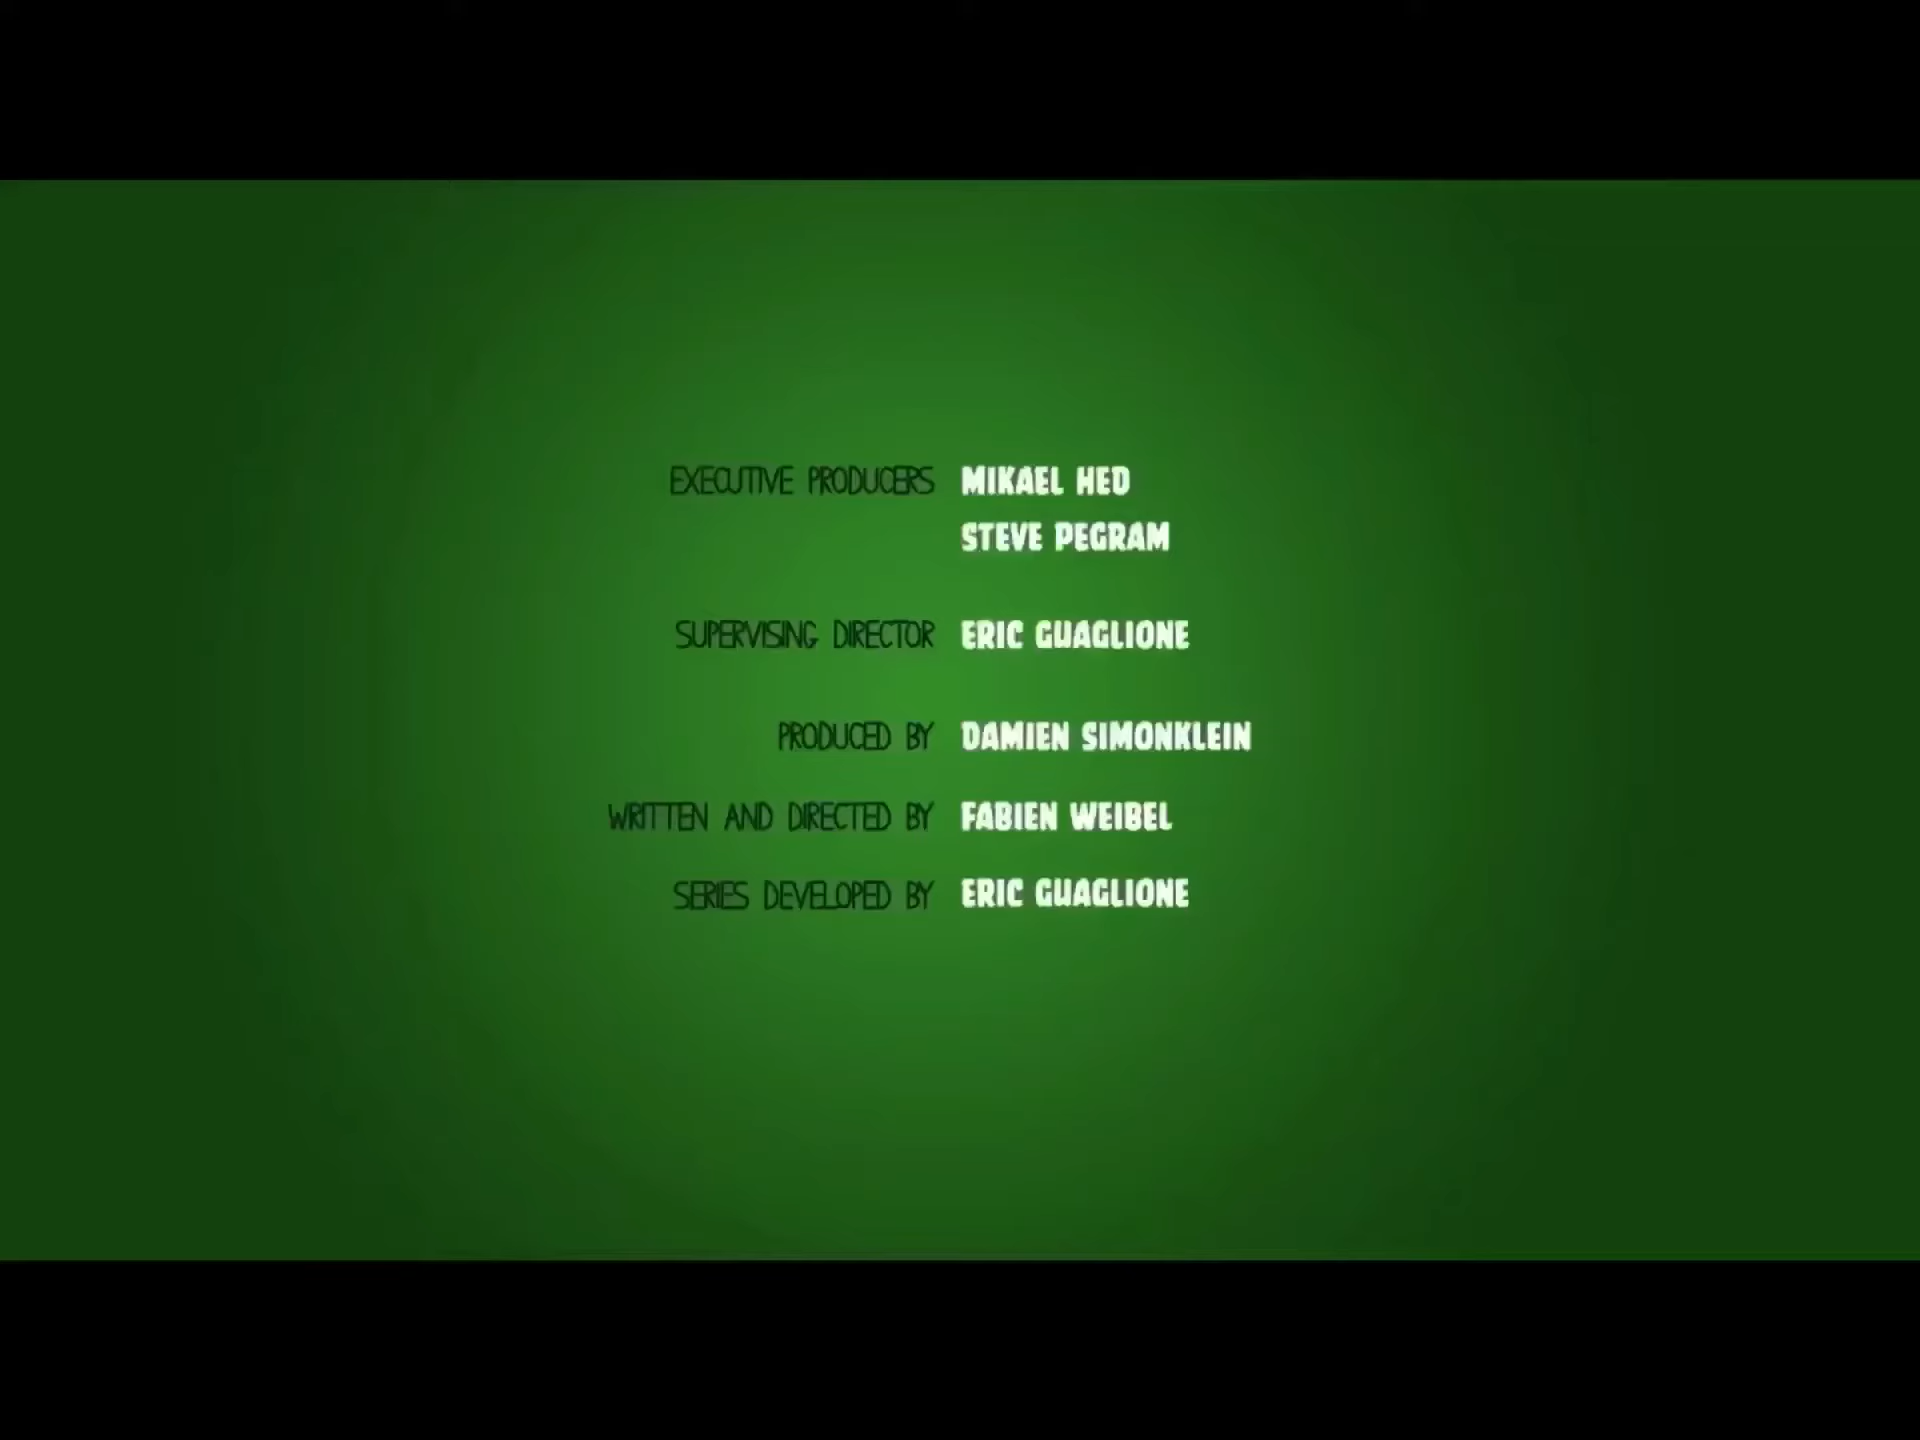 EXECUTIVE PRODUCERS MIKAEL HED
STEVE PEGRAM
SUPERVISING DIRECTOR ERIC GUAGLIONE
PRODUCED BY DAMIEN SIMONKLEIN
WRITTEN AND DIRECTED BY FABIEN WEIBEL
SERIES DEVELOPED BY ERIC GUAGLIONE